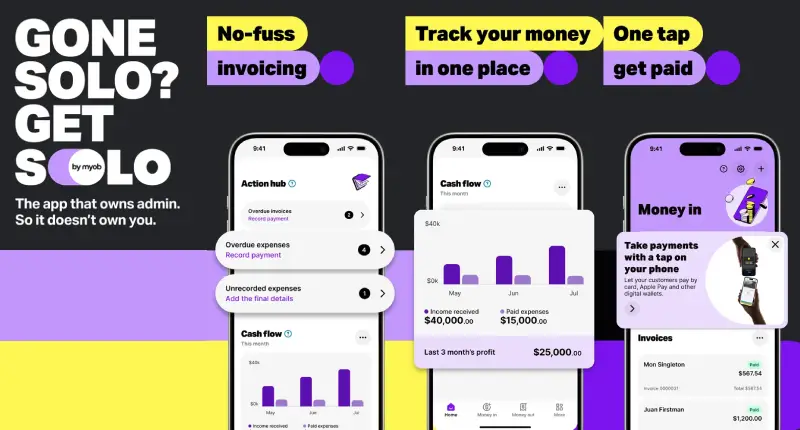 GONE
SOLO?
GET
SOLO
by myob
The app that owns admin.
So it doesn't own you.
No-fuss
invoicing
9:41
Action hub
Overdue invoices
Record payment
2
Overdue expenses
Record payment
4
Unrecorded expenses
Add the final details
1
Cash flow
This month
$40k
$0k
May
Jun
Jul
Income received
Paid expenses
Track your money
in one place
9:41
Cash flow
This month
$40k
$0k
May
Jun
Jul
Income received
Paid expenses
$40,000.00
$15,000.00
Last 3 month's profit
$25,000.00
Home
Money in
Money out
More
One tap
get paid
9:41
Money in
Take payments
with a tap on
your phone
Let your customers pay by
card, Apple Pay and other
digital wallets.
Invoices
Mon Singleton
Paid
$567.54
Invoice 0000021
Total $567.54
Juan Firstman
Paid
$1,200.00